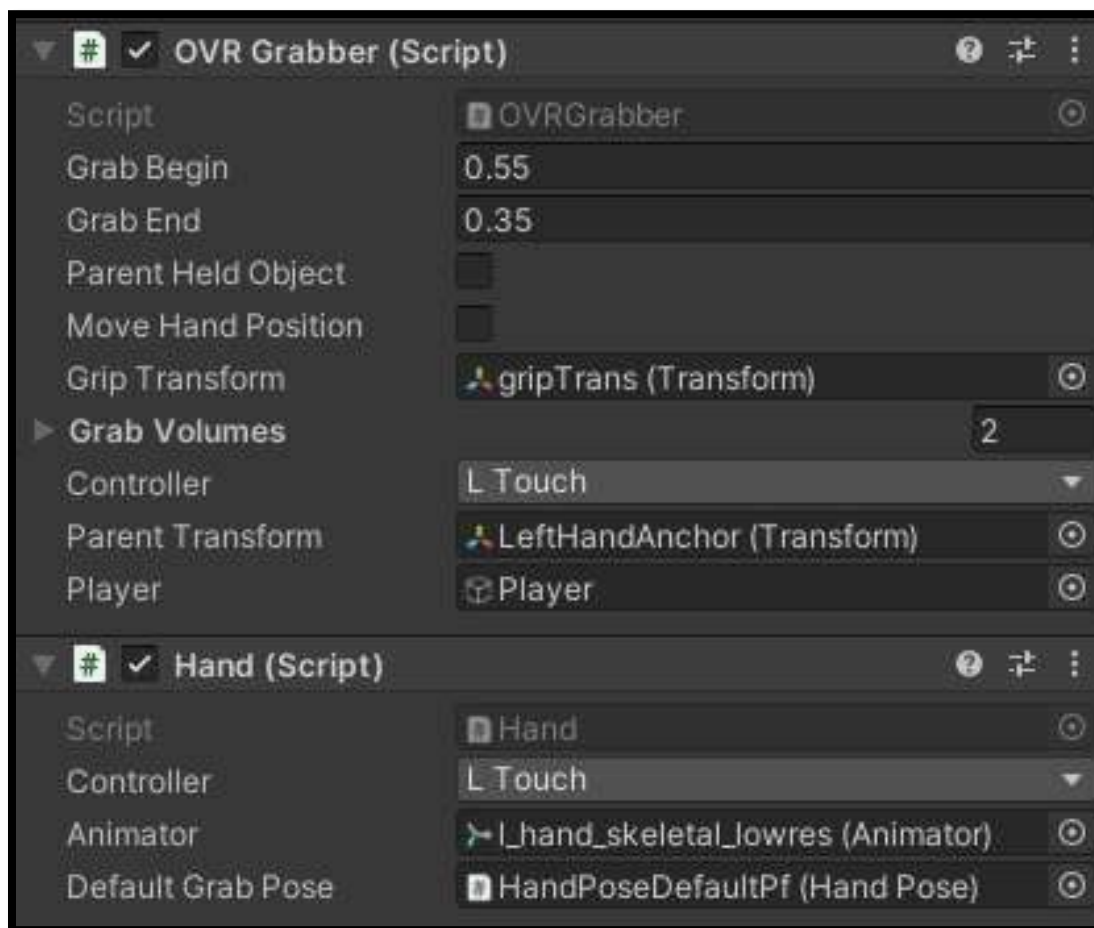 OVR Grabber (Script)
Script OVRGrabber
Grab Begin 0.55
Grab End 0.35
Parent Held Object
Move Hand Position
Grip Transform gripTrans (Transform)
Grab Volumes 2
Controller L Touch
Parent Transform LeftHandAnchor (Transform)
Player Player
Hand (Script)
Script Hand
Controller L Touch
Animator l_hand_skeletal_lowres (Animator)
Default Grab Pose HandPoseDefaultPf (Hand Pose)